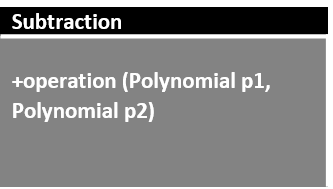 Subtraction
+operation (Polynomial p1,
Polynomial p2)